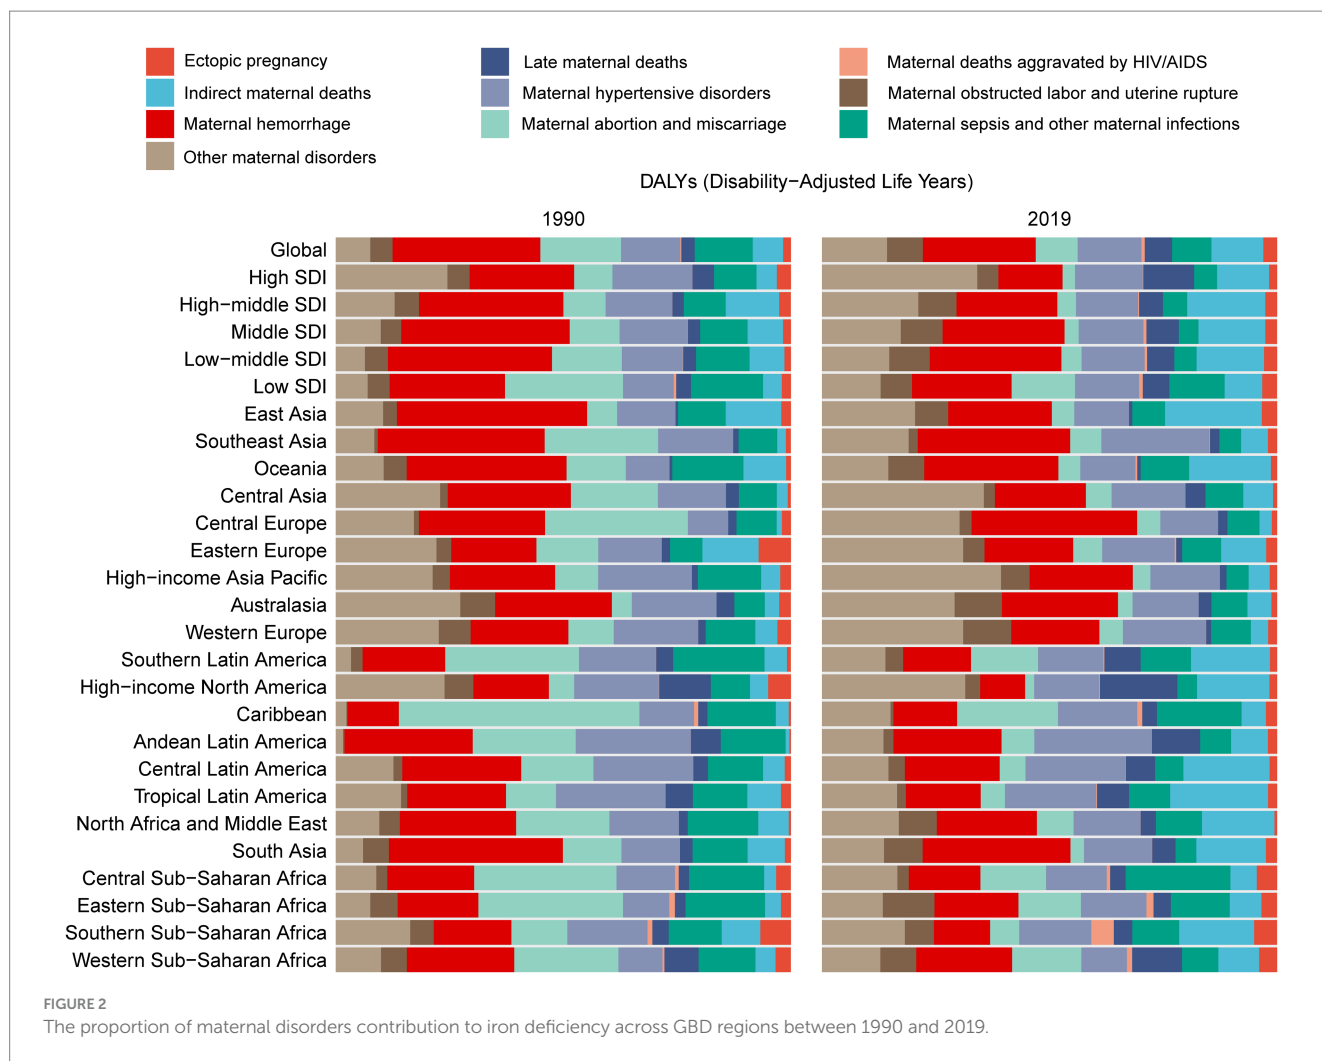 Ectopic pregnancy
Late maternal deaths
Maternal deaths aggravated by HIV/AIDS
Indirect maternal deaths
Maternal hypertensive disorders
Maternal obstructed labor and uterine rupture
Maternal hemorrhage
Maternal abortion and miscarriage
Maternal sepsis and other maternal infections
Other maternal disorders
DALYs (Disability−Adjusted Life Years)
1990
2019
Global
High SDI
High−middle SDI
Middle SDI
Low−middle SDI
Low SDI
East Asia
Southeast Asia
Oceania
Central Asia
Central Europe
Eastern Europe
High−income Asia Pacific
Australasia
Western Europe
Southern Latin America
High−income North America
Caribbean
Andean Latin America
Central Latin America
Tropical Latin America
North Africa and Middle East
South Asia
Central Sub−Saharan Africa
Eastern Sub−Saharan Africa
Southern Sub−Saharan Africa
Western Sub−Saharan Africa
FIGURE 2
The proportion of maternal disorders contribution to iron deficiency across GBD regions between 1990 and 2019.